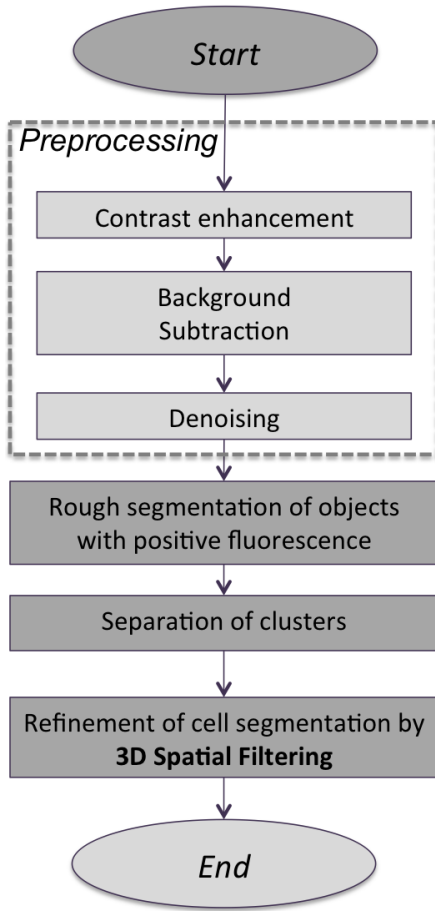 Start
Preprocessing
Contrast enhancement
Background
Subtraction
Denoising
Rough segmentation of objects
with positive fluorescence
Separation of clusters
Refinement of cell segmentation by
3D Spatial Filtering
End